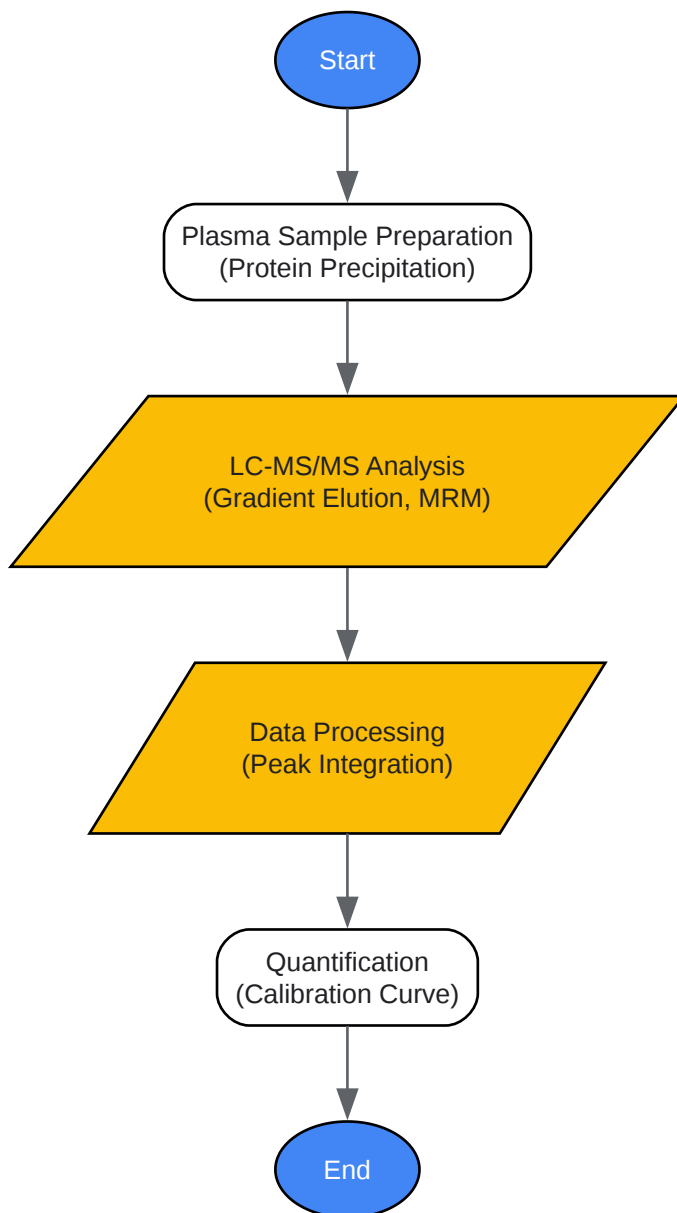 Start
Plasma Sample Preparation
(Protein Precipitation)
LC-MS/MS Analysis
(Gradient Elution, MRM)
Data Processing
(Peak Integration)
Quantification
(Calibration Curve)
End